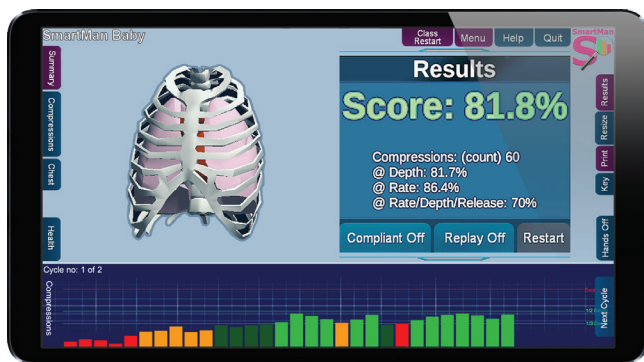 SmartMan Baby
Class
Restart
Menu
Help
Quit
SmartMan
Summary
Compressions
Chest
Health
Results
Score: 81.8%
Compressions: (count) 60
@ Depth: 81.7%
@ Rate: 86.4%
@ Rate/Depth/Release: 70%
Compliant Off
Replay Off
Restart
Results
Resize
Print
Key
Hands Off
Next Cycle
Cycle no: 1 of 2
Compressions